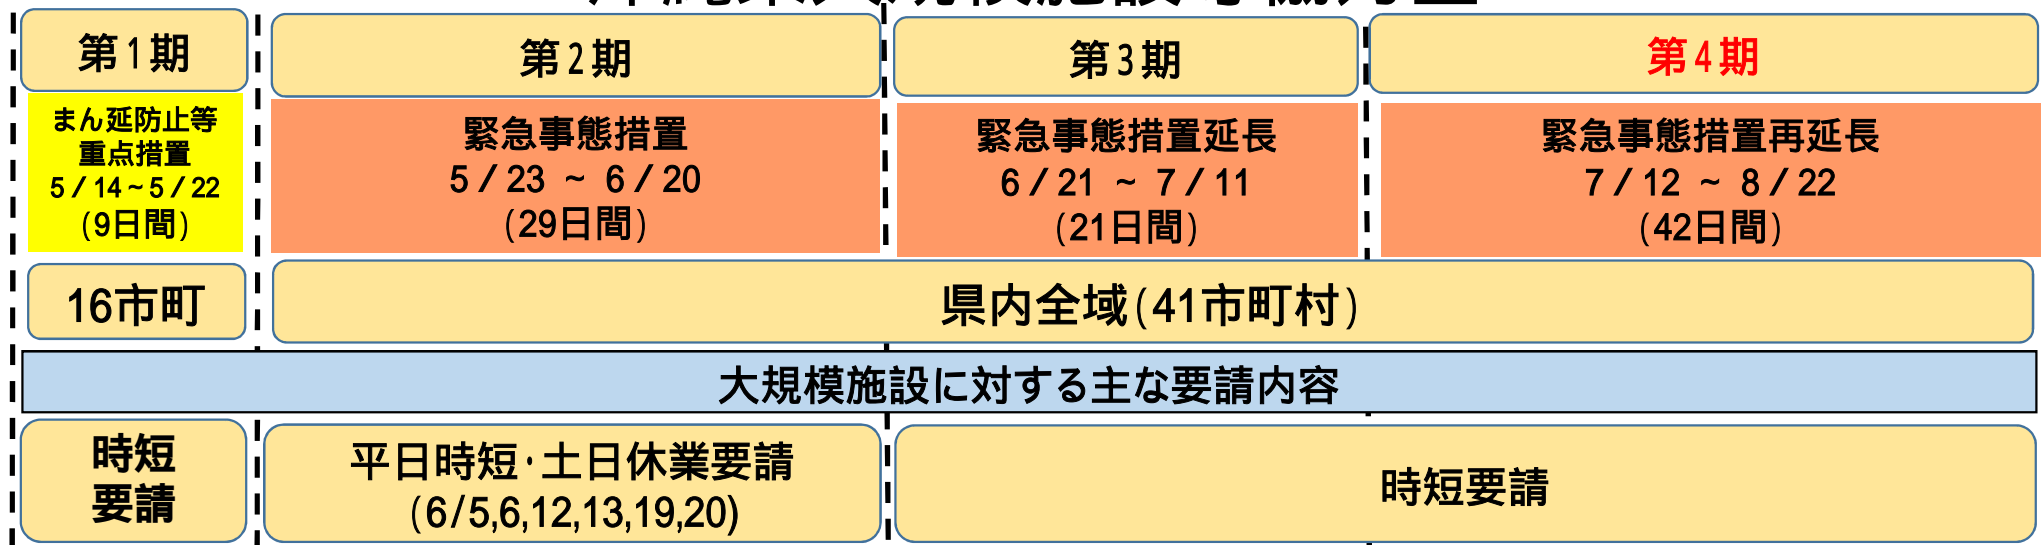 第1期
第2期
第3期
第4期
まん延防止等
重点措置
5/14~5/22
(9日間)
緊急事態措置
5/23 ~ 6/20
(29日間)
緊急事態措置延長
6/21 ~ 7/11
(21日間)
緊急事態措置再延長
7/12 ~ 8/22
(42日間)
16市町
県内全域(41市町村)
大規模施設に対する主な要請内容
時短
要請
平日時短・土日休業要請
(6/5,6,12,13,19,20)
時短要請